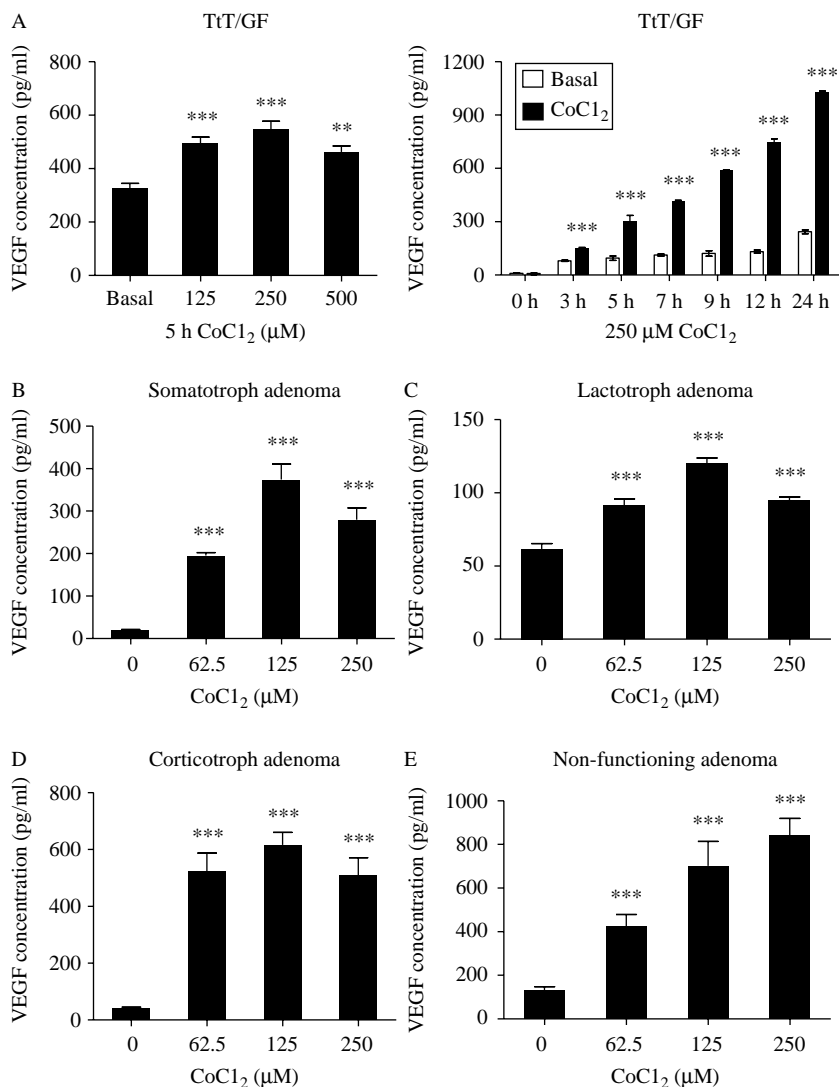 A
TtT/GF
VEGF concentration (pg/ml)
800
600
400
200
0
***
***
**
Basal 125 250 500
5 h CoC1₂ (µM)
TtT/GF
VEGF concentration (pg/ml)
1200
900
600
300
0
Basal
CoC1₂
***
***
***
***
***
***
0 h 3 h 5 h 7 h 9 h 12 h 24 h
250 µM CoC1₂
B
Somatotroph adenoma
VEGF concentration (pg/ml)
500
400
300
200
100
0
***
***
***
0 62.5 125 250
CoC1₂ (µM)
C
Lactotroph adenoma
VEGF concentration (pg/ml)
150
100
50
0
***
***
***
0 62.5 125 250
CoC1₂ (µM)
D
Corticotroph adenoma
VEGF concentration (pg/ml)
800
600
400
200
0
***
***
***
0 62.5 125 250
CoC1₂ (µM)
E
Non-functioning adenoma
VEGF concentration (pg/ml)
1000
800
600
400
200
0
***
***
***
0 62.5 125 250
CoC1₂ (µM)